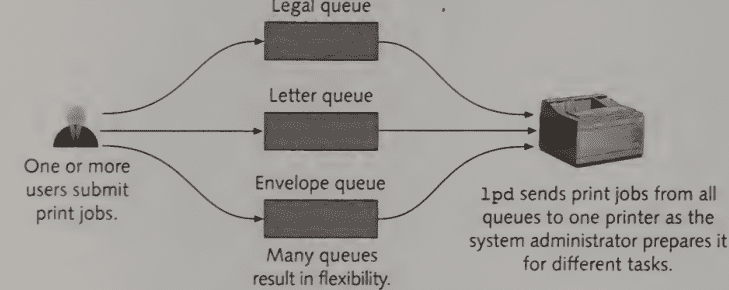 Legal queue
Letter queue
One or more
users submit
print jobs.
Envelope queue
Many queues
result in flexibility.
lpd sends print jobs from all
queues to one printer as the
system administrator prepares it
for different tasks.